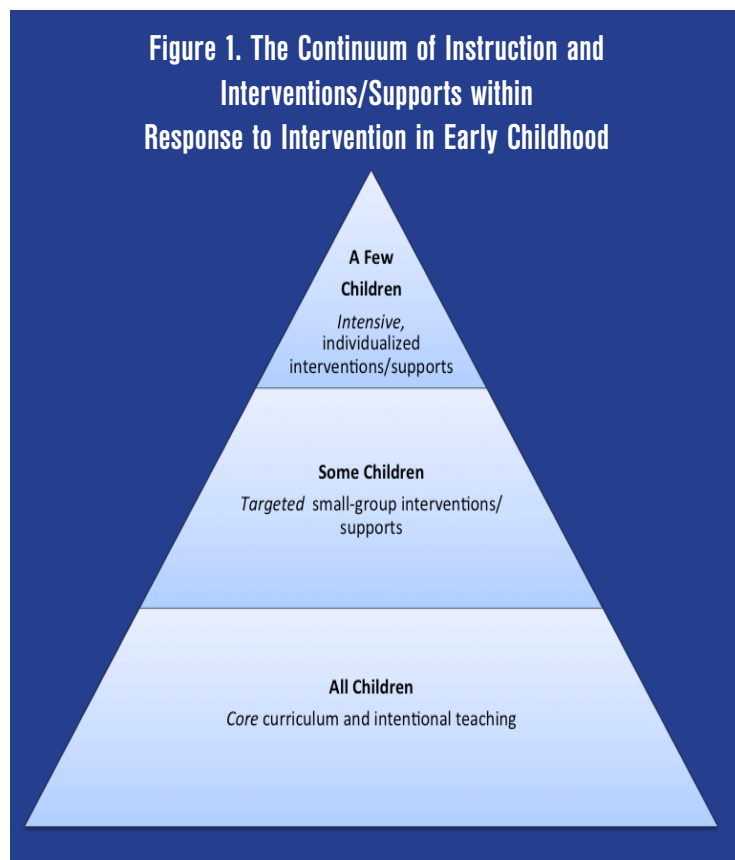 Figure 1. The Continuum of Instruction and
Interventions/Supports within
Response to Intervention in Early Childhood
A Few
Children
Intensive,
individualized
interventions/supports
Some Children
Targeted small-group interventions/
supports
All Children
Core curriculum and intentional teaching